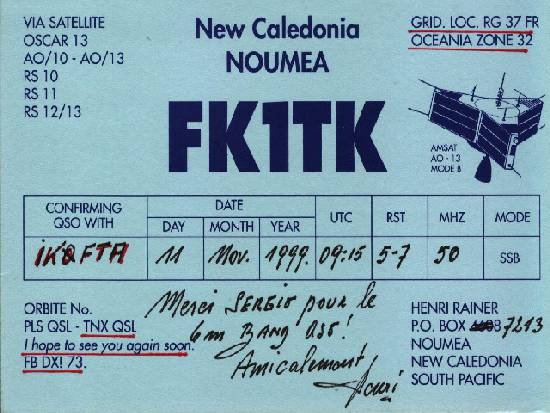 VIA SATELLITE
OSCAR 13
AO/10 - AO/13
RS 10
RS 11
RS 12/13
New Caledonia
NOUMEA
FK1TK
GRID. LOC. RG 37 FR
OCEANIA ZONE 32
AMSAT
AO - 13
MODE B
CONFIRMING
QSO WITH
DATE
DAY MONTH YEAR
UTC
RST
MHZ
MODE
IKØFTA 11 Nov. 1999. 09:15 5-7 50 SSB
ORBITE No.
PLS QSL - TNX QSL
I hope to see you again soon.
FB DX! 73.
Merci SERGIO pour le
6m BAND QSO!
Amicalement
Henri
HENRI RAINER
P.O. BOX 7213
NOUMEA
NEW CALEDONIA
SOUTH PACIFIC